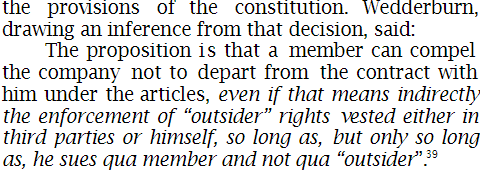 the provisions of the constitution. Wedderburn,
drawing an inference from that decision, said:
The proposition is that a member can compel
the company not to depart from the contract with
him under the articles, even if that means indirectly
the enforcement of “outsider” rights vested either in
third parties or himself, so long as, but only so long
as, he sues qua member and not qua “outsider”.39